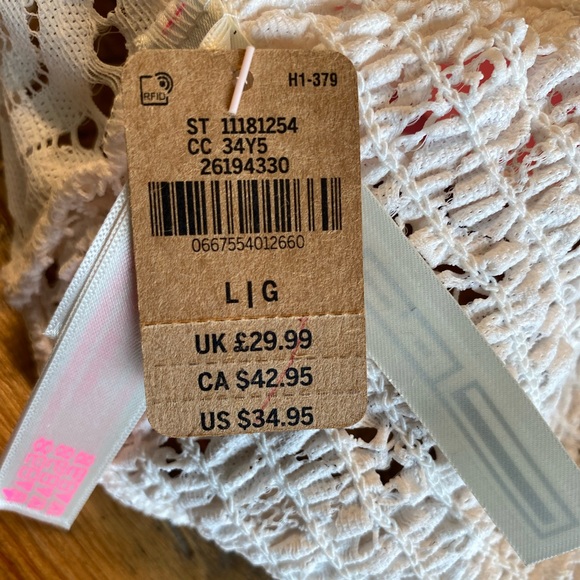 RFID
H1-379
ST 11181254
CC 34Y5
26194330
0667554012660
L|G
UK £29.99
CA $42.95
US $34.95